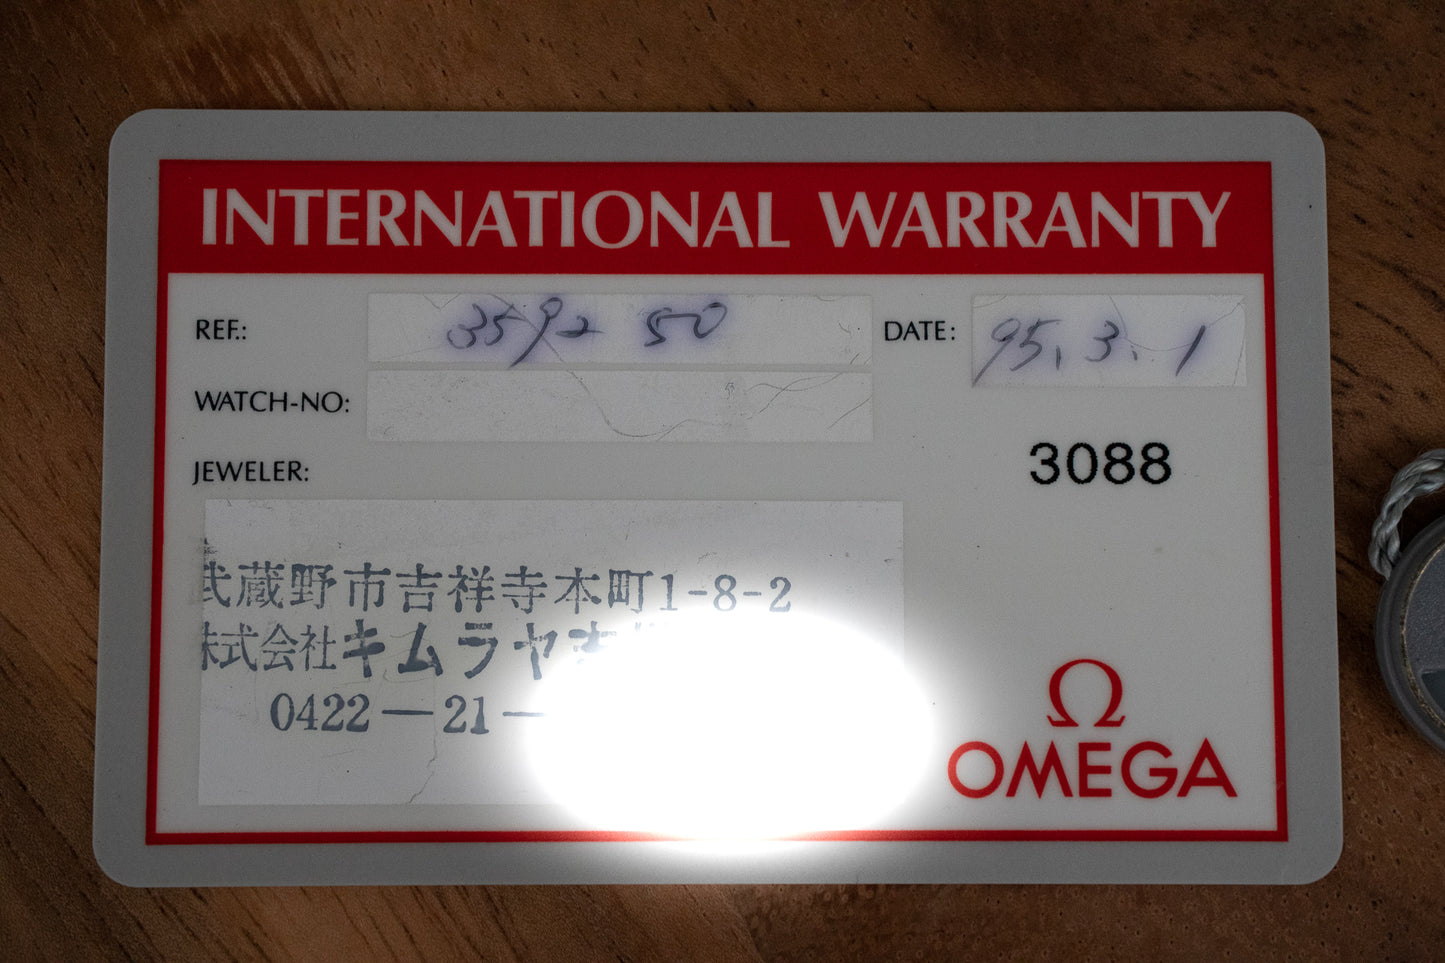 INTERNATIONAL WARRANTY
REF.: 3592 50
DATE: 95.3.1
WATCH-NO:
3088
JEWELER:
武蔵野市吉祥寺本町1-8-2
株式会社キムラヤ
0422-21-
Ω
OMEGA